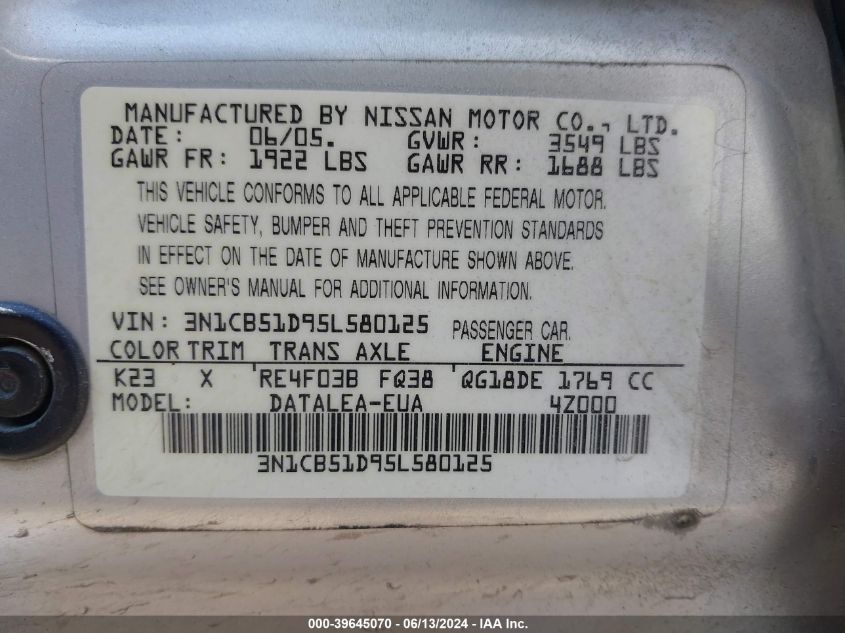 MANUFACTURED BY NISSAN MOTOR CO., LTD.
DATE: 06/05. GVWR: 3549 LBS
GAWR FR: 1922 LBS GAWR RR: 1688 LBS
THIS VEHICLE CONFORMS TO ALL APPLICABLE FEDERAL MOTOR.
VEHICLE SAFETY, BUMPER AND THEFT PREVENTION STANDARDS
IN EFFECT ON THE DATE OF MANUFACTURE SHOWN ABOVE.
SEE OWNER'S MANUAL FOR ADDITIONAL INFORMATION.
VIN: 3N1CB51D95L580125 PASSENGER CAR.
COLOR TRIM TRANS AXLE ENGINE
K23 X RE4F03B FQ38 QG18DE 1769 CC
MODEL: DATALEA-EUA 4Z000
3N1CB51D95L580125
000-39645070 - 06/13/2024 - IAA Inc.